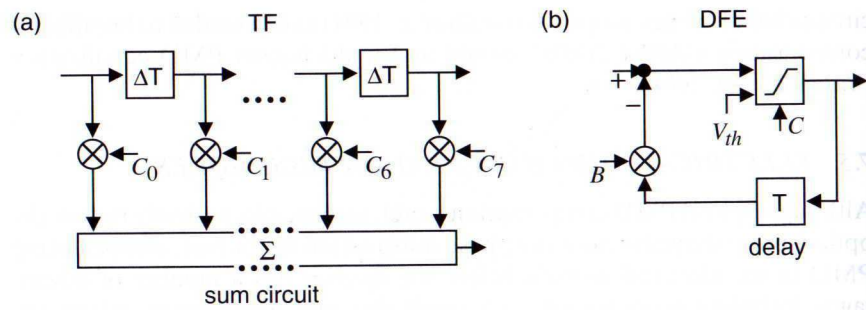 (a) TF
ΔT
ΔT
C0
C1
C6
C7
Σ
sum circuit
(b) DFE
+
−
Vth
C
B
T
delay